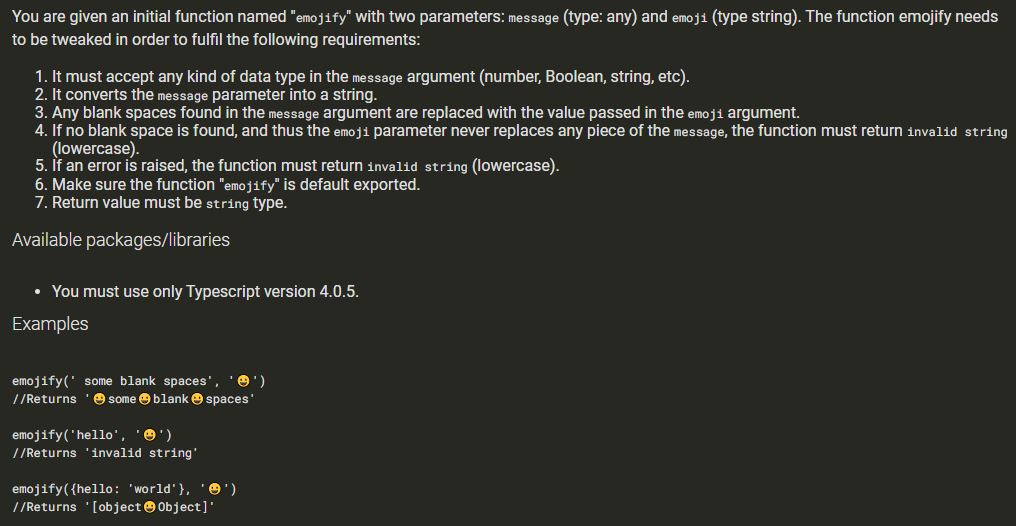 You are given an initial function named "emojify" with two parameters: message (type: any) and emoji (type string). The function emojify needs
to be tweaked in order to fulfil the following requirements:
1. It must accept any kind of data type in the message argument (number, Boolean, string, etc).
2. It converts the message parameter into a string.
3. Any blank spaces found in the message argument are replaced with the value passed in the emoji argument.
4. If no blank space is found, and thus the emoji parameter never replaces any piece of the message, the function must return invalid string
(lowercase).
5. If an error is raised, the function must return invalid string (lowercase).
6. Make sure the function "emojify" is default exported.
7. Return value must be string type.
Available packages/libraries
• You must use only Typescript version 4.0.5.
Examples
emojify(' some blank spaces', '😀')
//Returns '😀some😀blank😀spaces'
emojify('hello', '😀')
//Returns 'invalid string'
emojify({hello: 'world'}, '😀')
//Returns '[object😀Object]'